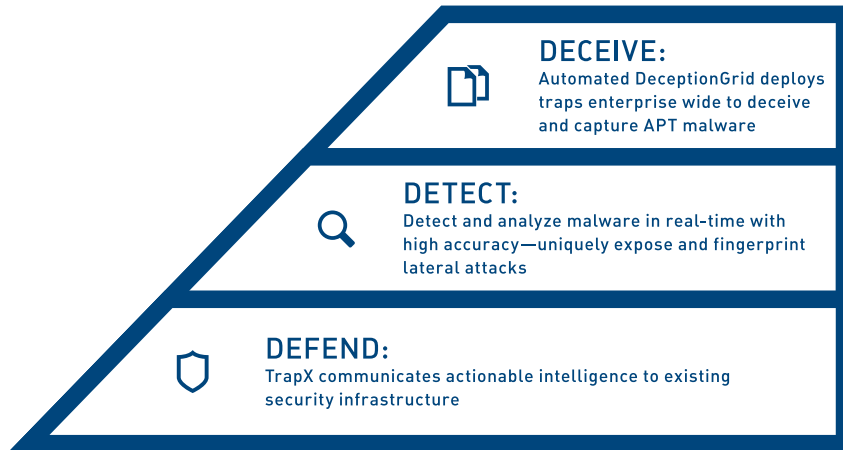 DECEIVE:
Automated DeceptionGrid deploys
traps enterprise wide to deceive
and capture APT malware
DETECT:
Detect and analyze malware in real-time with
high accuracy—uniquely expose and fingerprint
lateral attacks
DEFEND:
TrapX communicates actionable intelligence to existing
security infrastructure